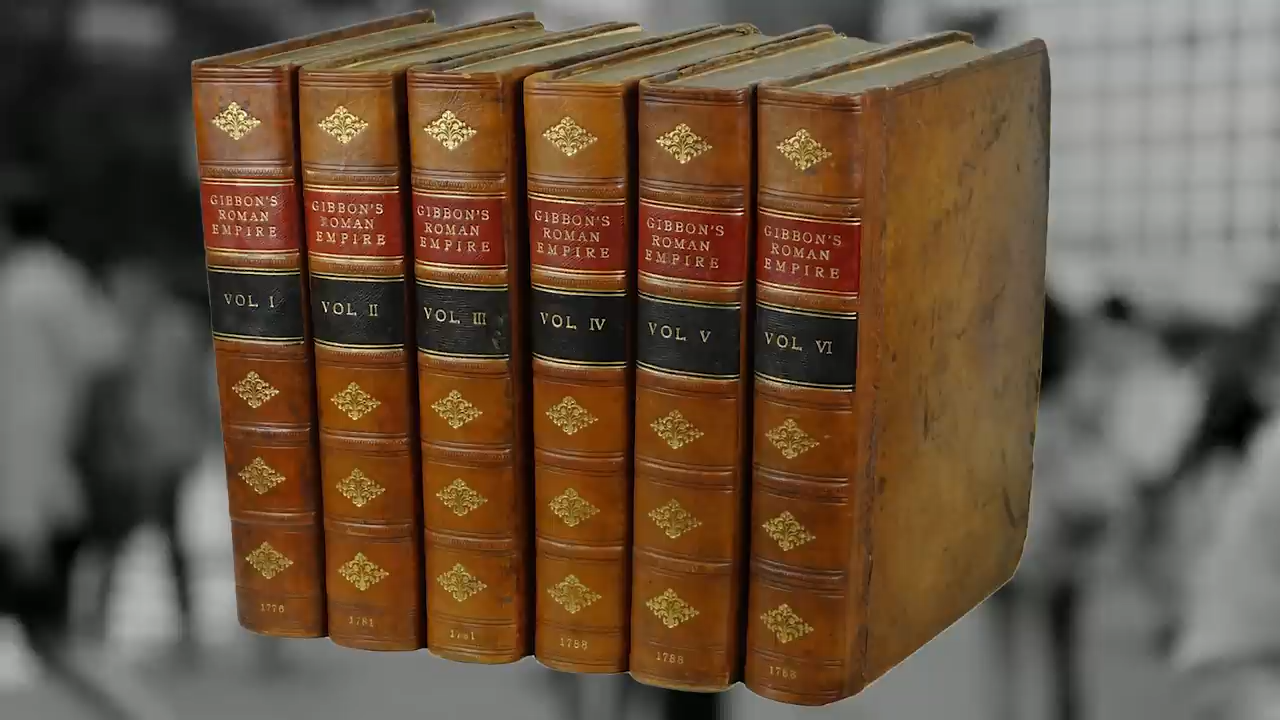 GIBBON'S
ROMAN
EMPIRE
VOL. I
1776
GIBBON'S
ROMAN
EMPIRE
VOL. II
1781
GIBBON'S
ROMAN
EMPIRE
VOL. III
1781
GIBBON'S
ROMAN
EMPIRE
VOL. IV
1788
GIBBON'S
ROMAN
EMPIRE
VOL. V
1788
GIBBON'S
ROMAN
EMPIRE
VOL. VI
1788